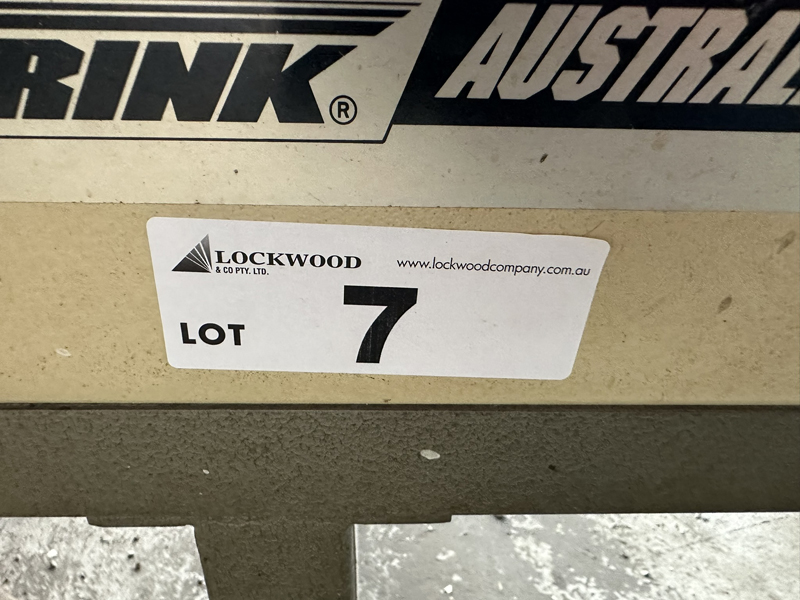 RINK®
AUSTRAL
LOCKWOOD
& CO PTY. LTD.
www.lockwoodcompany.com.au
LOT 7